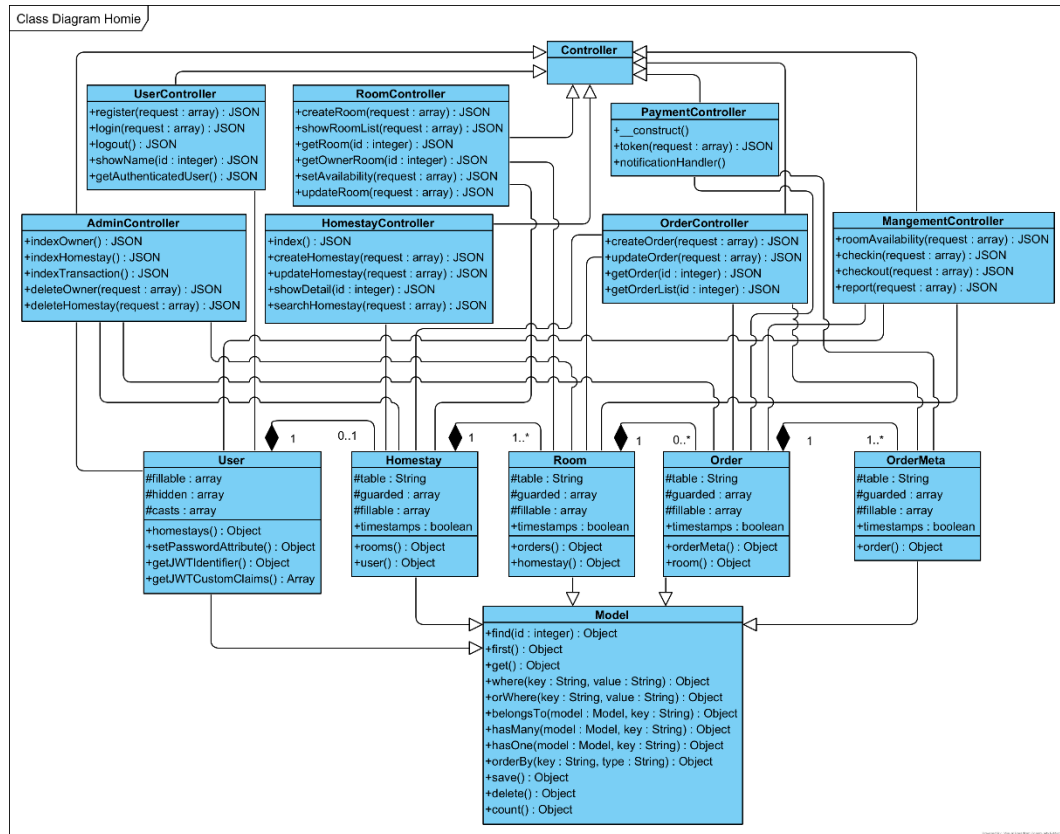 Class Diagram Homie
Controller
UserController
+register(request : array) : JSON
+login(request : array) : JSON
+logout() : JSON
+showName(id : integer) : JSON
+getAuthenticatedUser() : JSON
RoomController
+createRoom(request : array) : JSON
+showRoomList(request : array) : JSON
+getRoom(id : integer) : JSON
+getOwnerRoom(id : integer) : JSON
+setAvailability(request : array) : JSON
+updateRoom(request : array) : JSON
PaymentController
+__construct()
+token(request : array) : JSON
+notificationHandler()
AdminController
+indexOwner() : JSON
+indexHomestay() : JSON
+indexTransaction() : JSON
+deleteOwner(request : array) : JSON
+deleteHomestay(request : array) : JSON
HomestayController
+index() : JSON
+createHomestay(request : array) : JSON
+updateHomestay(request : array) : JSON
+showDetail(id : integer) : JSON
+searchHomestay(request : array) : JSON
OrderController
+createOrder(request : array) : JSON
+updateOrder(request : array) : JSON
+getOrder(id : integer) : JSON
+getOrderList(id : integer) : JSON
MangementController
+roomAvailability(request : array) : JSON
+checkin(request : array) : JSON
+checkout(request : array) : JSON
+report(request : array) : JSON
1
0..1
1
1..*
1
0..*
1
1..*
User
#fillable : array
#hidden : array
#casts : array
+homestays() : Object
+setPasswordAttribute() : Object
+getJWTIdentifier() : Object
+getJWTCustomClaims() : Array
Homestay
#table : String
#guarded : array
#fillable : array
+timestamps : boolean
+rooms() : Object
+user() : Object
Room
#table : String
#guarded : array
#fillable : array
+timestamps : boolean
+orders() : Object
+homestay() : Object
Order
#table : String
#guarded : array
#fillable : array
+timestamps : boolean
+orderMeta() : Object
+room() : Object
OrderMeta
#table : String
#guarded : array
#fillable : array
+timestamps : boolean
+order() : Object
Model
+find(id : integer) : Object
+first() : Object
+get() : Object
+where(key : String, value : String) : Object
+orWhere(key : String, value : String) : Object
+belongsTo(model : Model, key : String) : Object
+hasMany(model : Model, key : String) : Object
+hasOne(model : Model, key : String) : Object
+orderBy(key : String, type : String) : Object
+save() : Object
+delete() : Object
+count() : Object